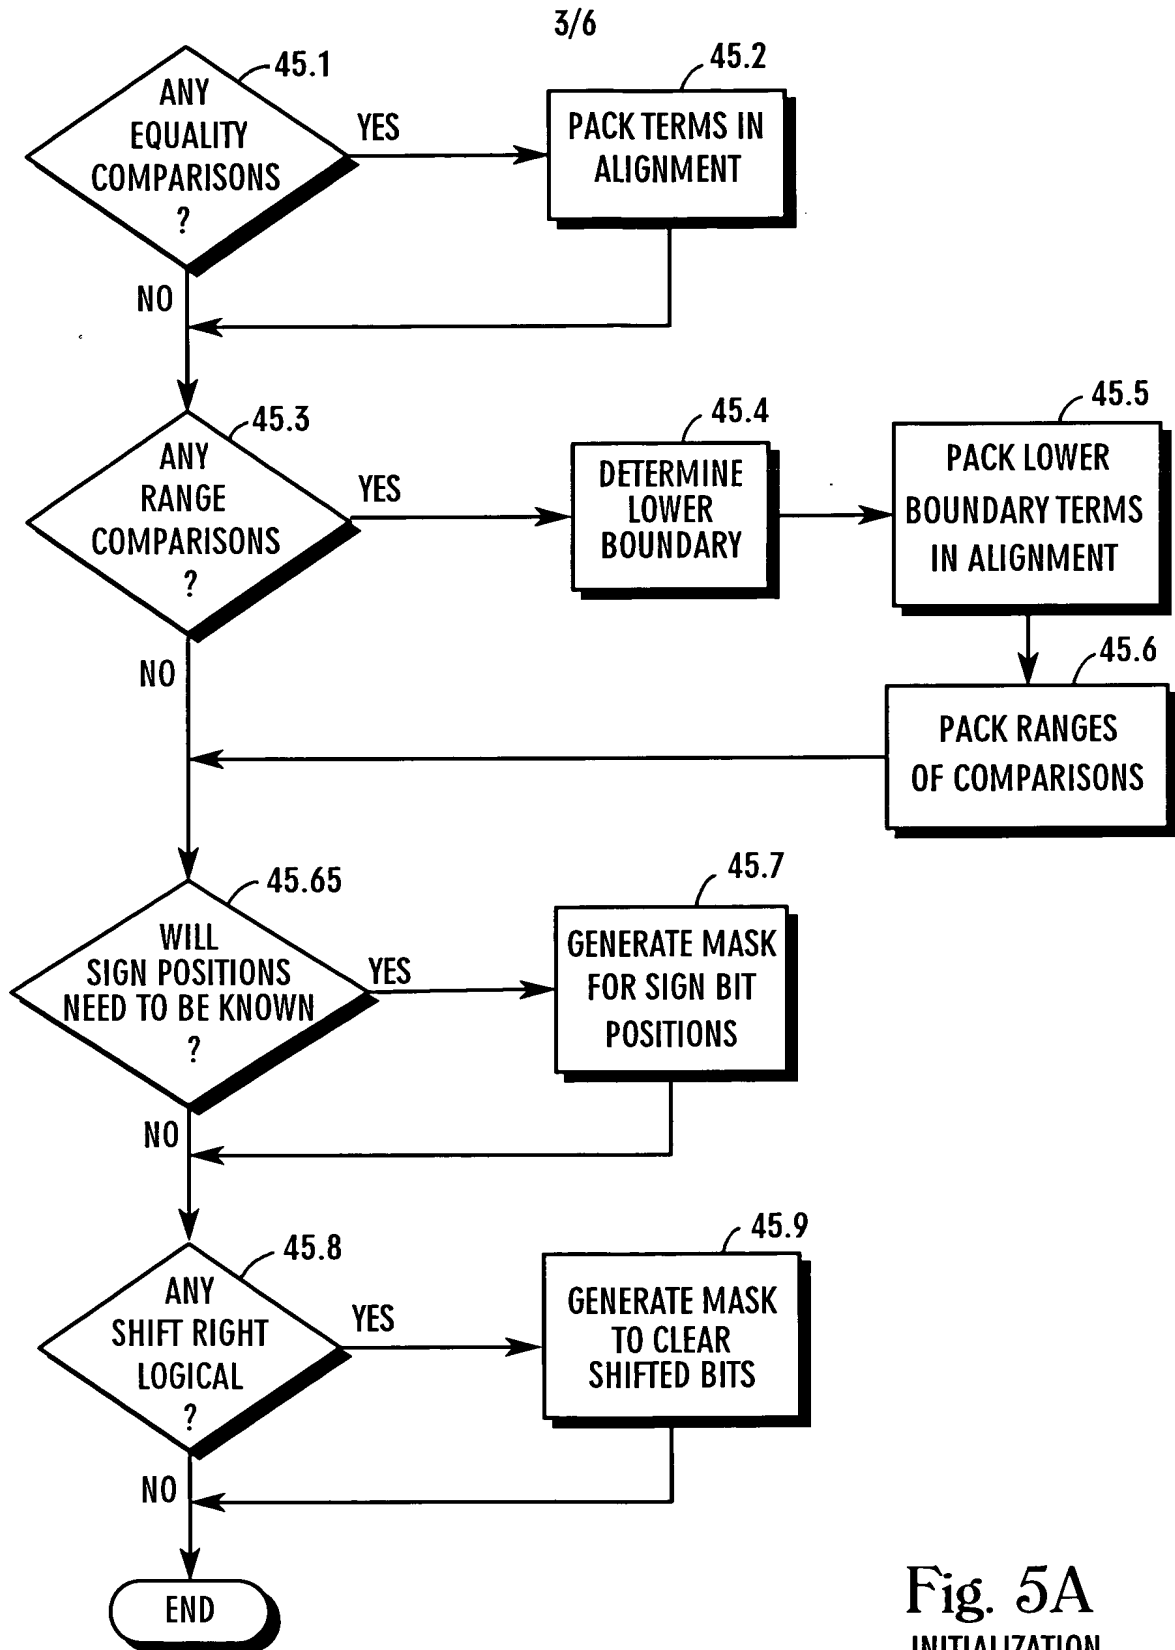 3/6
45.1
ANY
EQUALITY
COMPARISONS
?
YES
45.2
PACK TERMS IN
ALIGNMENT
NO
45.3
ANY
RANGE
COMPARISONS
?
YES
45.4
DETERMINE
LOWER
BOUNDARY
45.5
PACK LOWER
BOUNDARY TERMS
IN ALIGNMENT
NO
45.6
PACK RANGES
OF COMPARISONS
45.65
WILL
SIGN POSITIONS
NEED TO BE KNOWN
?
YES
45.7
GENERATE MASK
FOR SIGN BIT
POSITIONS
NO
45.8
ANY
SHIFT RIGHT
LOGICAL
?
YES
45.9
GENERATE MASK
TO CLEAR
SHIFTED BITS
NO
END
Fig. 5A
INITIALIZATION